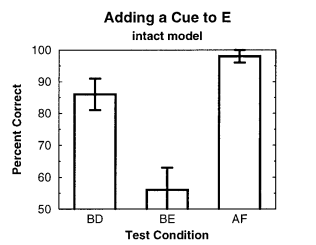 Adding a Cue to E
intact model
Percent Correct
100
90
80
70
60
50
BD BE AF
Test Condition